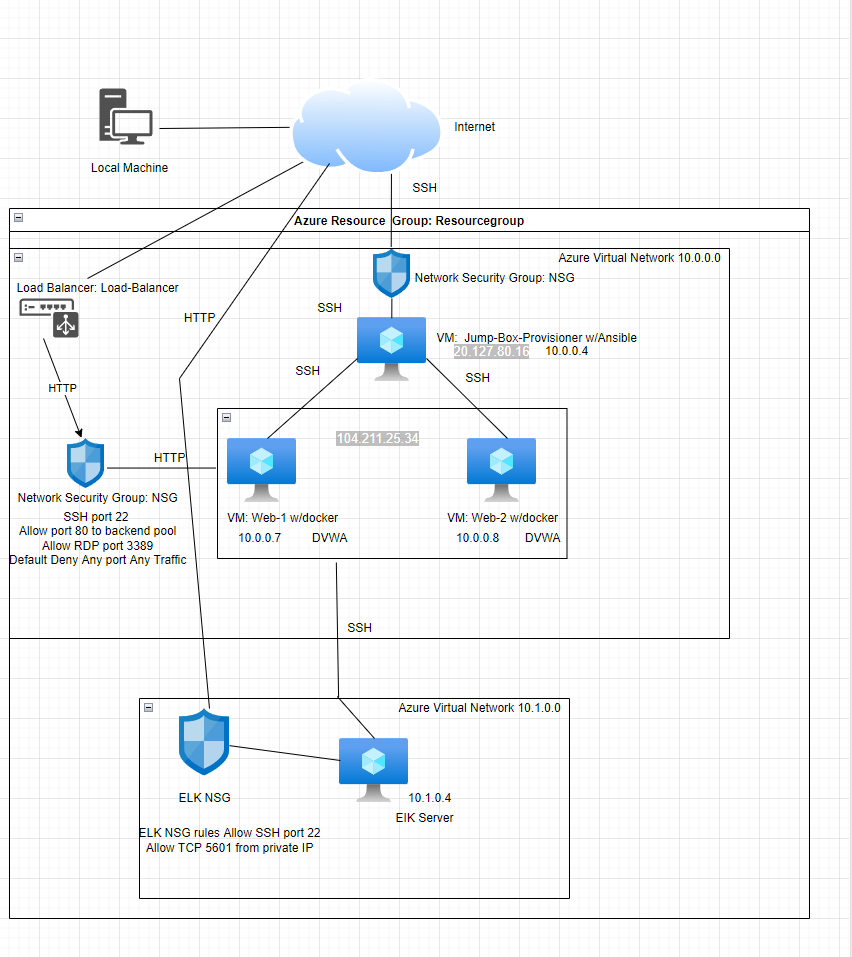 Internet
Local Machine
SSH
Azure Resource Group: Resourcegroup
Azure Virtual Network 10.0.0.0
Network Security Group: NSG
Load Balancer: Load-Balancer
SSH
HTTP
VM: Jump-Box-Provisioner w/Ansible
20.127.80.16 10.0.0.4
SSH
SSH
HTTP
104.211.25.34
HTTP
Network Security Group: NSG
SSH port 22
Allow port 80 to backend pool
Allow RDP port 3389
Default Deny Any port Any Traffic
VM: Web-1 w/docker
10.0.0.7 DVWA
VM: Web-2 w/docker
10.0.0.8 DVWA
SSH
Azure Virtual Network 10.1.0.0
ELK NSG
10.1.0.4
EIK Server
ELK NSG rules Allow SSH port 22
Allow TCP 5601 from private IP